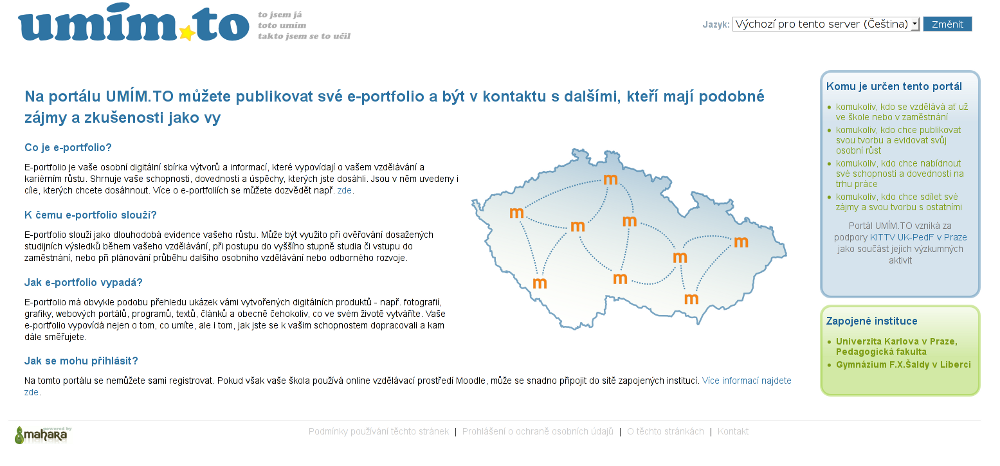 umím.to
to jsem já
toto umím
takto jsem se to učil
Jazyk: Výchozí pro tento server (Čeština) Změnit
Na portálu UMÍM.TO můžete publikovat své e-portfolio a být v kontaktu s dalšími, kteří mají podobné
zájmy a zkušenosti jako vy
Co je e-portfolio?
E-portfolio je vaše osobní digitální sbírka výtvorů a informací, které vypovídají o vašem vzdělávání a
kariérním růstu. Shrnuje vaše schopnosti, dovednosti a úspěchy, kterých jste dosáhli. Jsou v něm uvedeny i
cíle, kterých chcete dosáhnout. Více o e-portfoliích se můžete dozvědět např. zde.
K čemu e-portfolio slouží?
E-portfolio slouží jako dlouhodobá evidence vašeho růstu. Může být využito při ověřování dosažených
studijních výsledků během vašeho vzdělávání, při postupu do vyššího stupně studia či vstupu do
zaměstnání, nebo při plánování průběhu dalšího osobního vzdělávání nebo odborného rozvoje.
Jak e-portfolio vypadá?
E-portfolio má obvykle podobu přehledu ukázek vámi vytvořených digitálních produktů - např. fotografií,
grafiky, webových portálů, programů, textů, článků a obecně čehokoliv, co ve svém životě vytváříte. Vaše
e-portfolio vypovídá nejen o tom, co umíte, ale i tom, jak jste se k vašim schopnostem dopracovali a kam
dále směřujete.
Jak se mohu přihlásit?
Na tomto portálu se nemůžete sami registrovat. Pokud však vaše škola používá online vzdělávací prostředí Moodle, může se snadno připojit do sítě zapojených institucí. Více informací najdete
zde.
m
m
m
m
m
m
m
m
m
Komu je určen tento portál
komukoliv, kdo se vzdělává ať už
ve škole nebo v zaměstnání
komukoliv, kdo chce publikovat
svou tvorbu a evidovat svůj
osobní růst
komukoliv, kdo chce nabídnout
své schopnosti a dovednosti na
trhu práce
komukoliv, kdo chce sdílet své
zájmy a svou tvorbu s ostatními
Portál UMÍM.TO vzniká za
podpory KITTV UK-PedF v Praze
jako součást jejich výzkumných
aktivit
Zapojené instituce
Univerzita Karlova v Praze,
Pedagogická fakulta
Gymnázium F.X.Šaldy v Liberci
powered by
mahara
Podmínky používání těchto stránek | Prohlášení o ochraně osobních údajů | O těchto stránkách | Kontakt